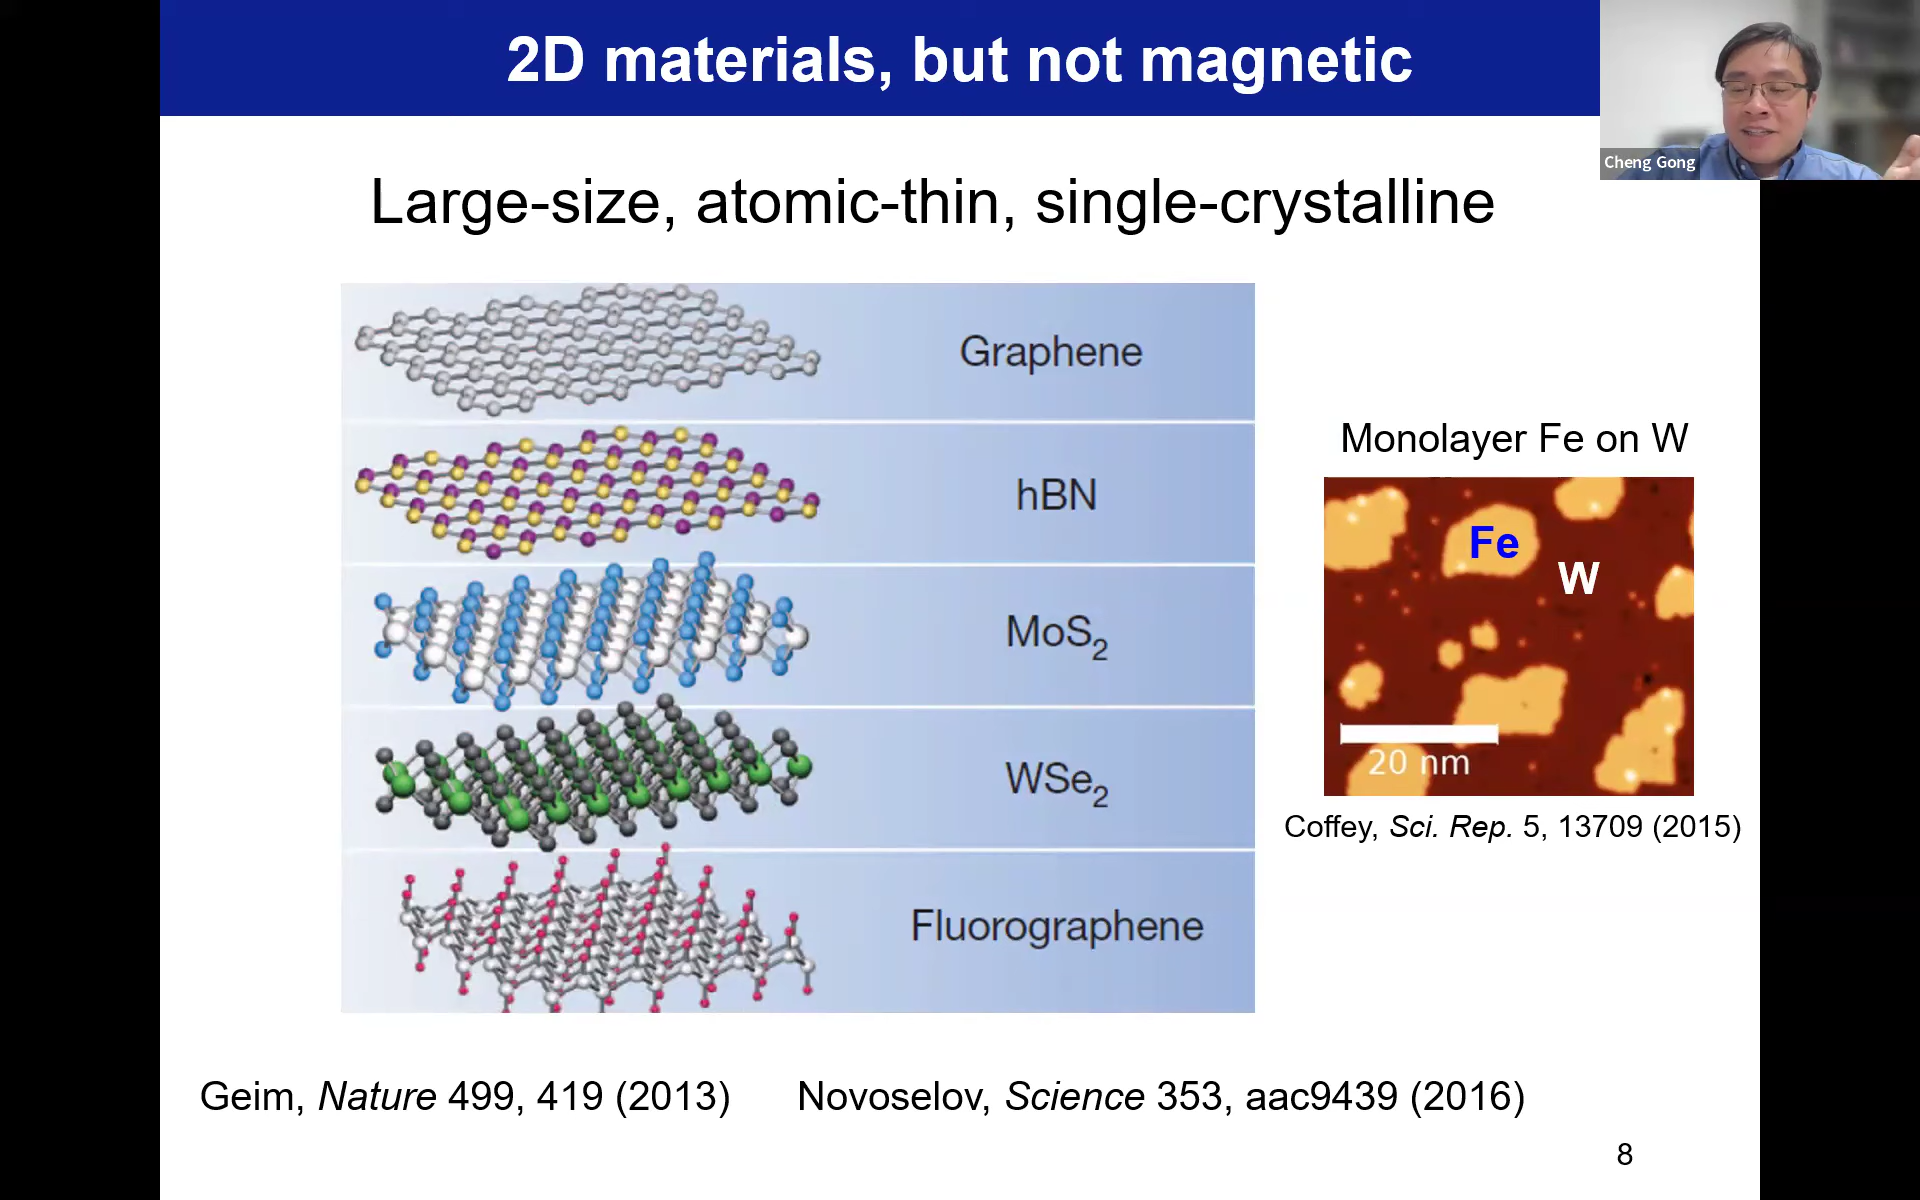 2D materials, but not magnetic
Cheng Gong
Large-size, atomic-thin, single-crystalline
Graphene
hBN
MoS2
WSe2
Fluorographene
Monolayer Fe on W
Fe
W
20 nm
Coffey, Sci. Rep. 5, 13709 (2015)
Geim, Nature 499, 419 (2013)
Novoselov, Science 353, aac9439 (2016)
8